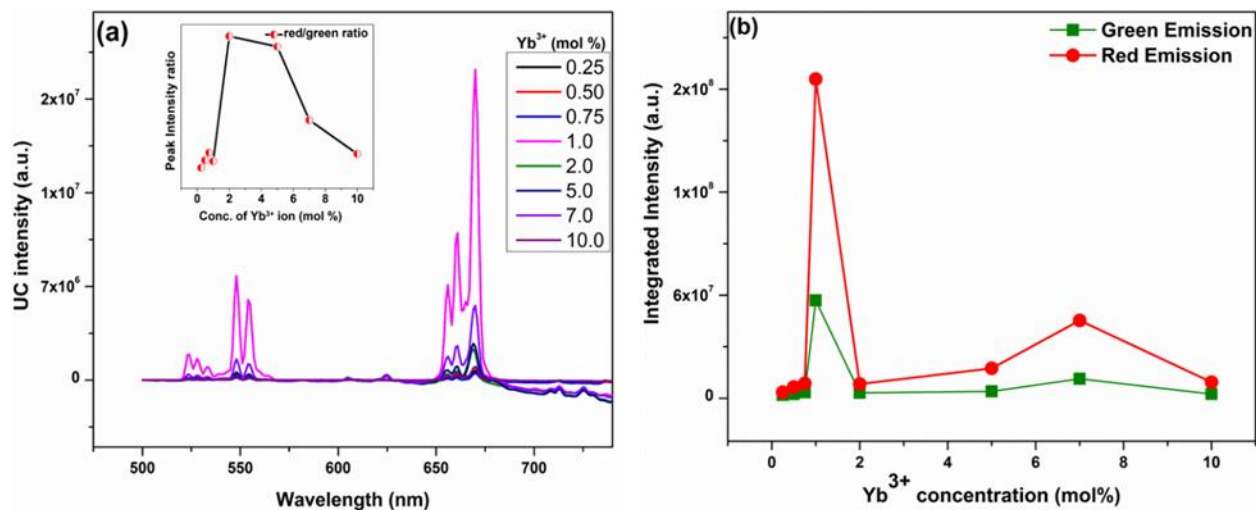 (a)
red/green ratio
Peak Intensity ratio
0 2 4 6 8 10
Conc. of Yb³⁺ ion (mol %)
Yb³⁺ (mol %)
0.25
0.50
0.75
1.0
2.0
5.0
7.0
10.0
UC intensity (a.u.)
2x10⁷
1x10⁷
7x10⁶
0
500 550 600 650 700
Wavelength (nm)
(b)
Green Emission
Red Emission
Integrated Intensity (a.u.)
2x10⁸
1x10⁸
6x10⁷
0
0 2 4 6 8 10
Yb³⁺ concentration (mol%)